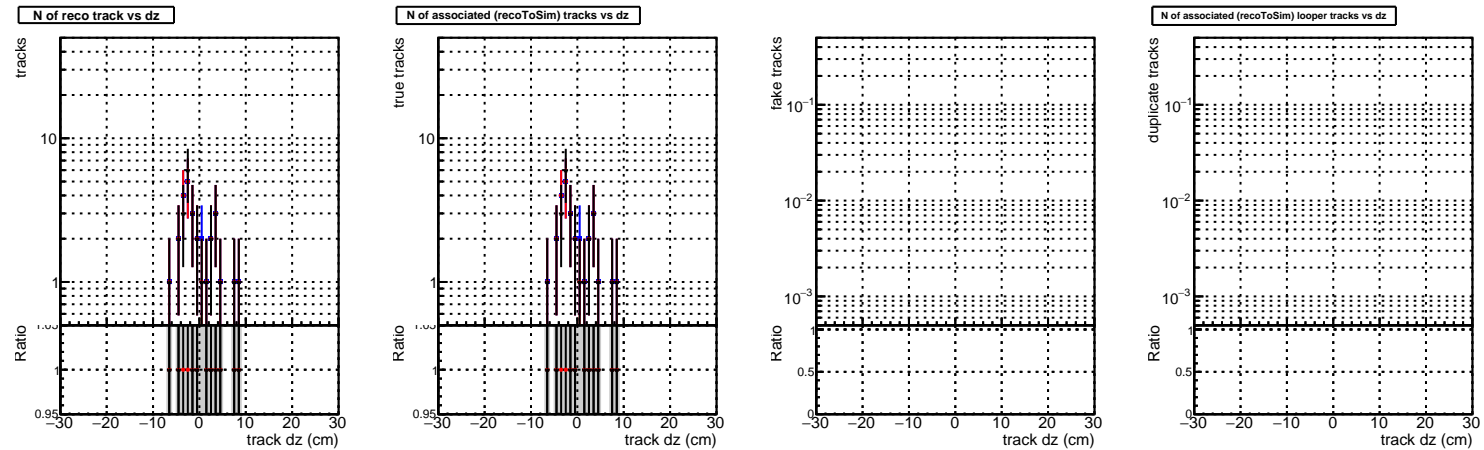 N of reco track vs dz
tracks
10
1
Ratio
1.05
1
0.95
−30 −20 −10 0 10 20 30
track dz (cm)
N of associated (recoToSim) tracks vs dz
true tracks
10
1
Ratio
1.05
1
0.95
−30 −20 −10 0 10 20 30
track dz (cm)
fake tracks
10−1
10−2
10−3
Ratio
1
0.5
0
−30 −20 −10 0 10 20 30
track dz (cm)
N of associated (recoToSim) looper tracks vs dz
duplicate tracks
10−1
10−2
10−3
Ratio
1
0.5
0
−30 −20 −10 0 10 20 30
track dz (cm)